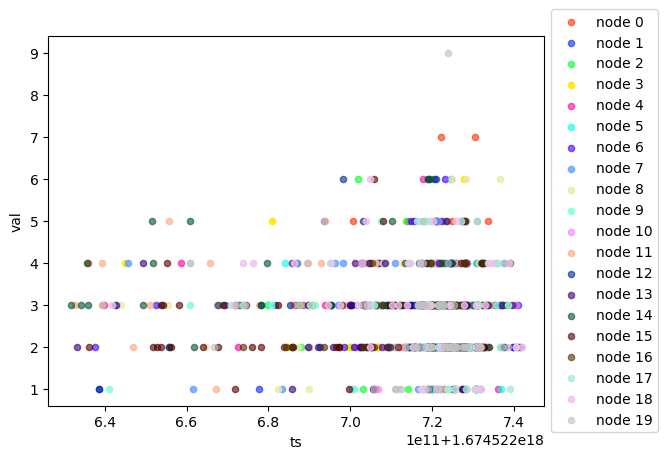 9
8
7
6
5
4
3
2
1
val
6.4
6.6
6.8
7.0
7.2
7.4
ts
1e11+1.674522e18
node 0
node 1
node 2
node 3
node 4
node 5
node 6
node 7
node 8
node 9
node 10
node 11
node 12
node 13
node 14
node 15
node 16
node 17
node 18
node 19